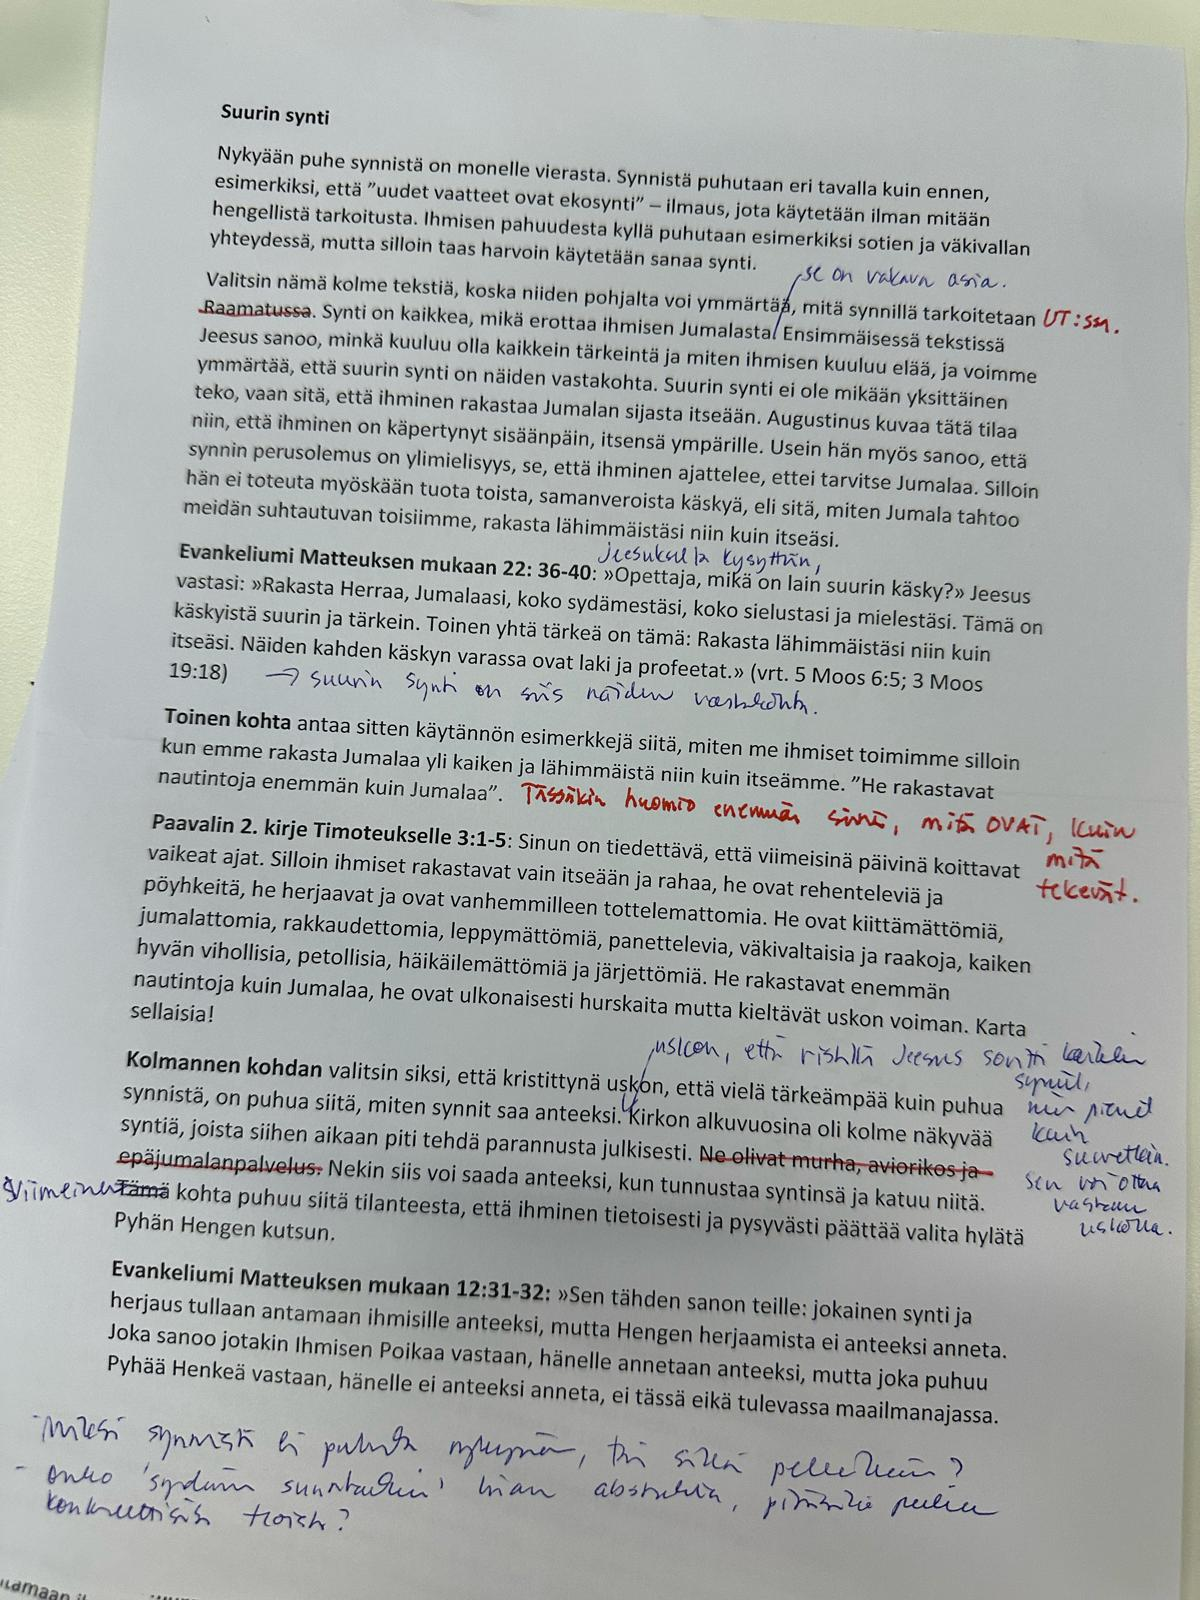 Suurin synti
Nykyään puhe synnistä on monelle vierasta. Synnistä puhutaan eri tavalla kuin ennen,
esimerkiksi, että ”uudet vaatteet ovat ekosynti” – ilmaus, jota käytetään ilman mitään
hengellistä tarkoitusta. Ihmisen pahuudesta kyllä puhutaan esimerkiksi sotien ja väkivallan
yhteydessä, mutta silloin taas harvoin käytetään sanaa synti.
se on vakava asia.
Valitsin nämä kolme tekstiä, koska niiden pohjalta voi ymmärtää, mitä synnillä tarkoitetaan UT:ssa.
Raamatussa. Synti on kaikkea, mikä erottaa ihmisen Jumalasta. Ensimmäisessä tekstissä
Jeesus sanoo, minkä kuuluu olla kaikkein tärkeintä ja miten ihmisen kuuluu elää, ja voimme
ymmärtää, että suurin synti on näiden vastakohta. Suurin synti ei ole mikään yksittäinen
teko, vaan sitä, että ihminen rakastaa Jumalan sijasta itseään. Augustinus kuvaa tätä tilaa
niin, että ihminen on käpertynyt sisäänpäin, itsensä ympärille. Usein hän myös sanoo, että
synnin perusolemus on ylimielisyys, se, että ihminen ajattelee, ettei tarvitse Jumalaa. Silloin
hän ei toteuta myöskään tuota toista, samanveroista käskyä, eli sitä, miten Jumala tahtoo
meidän suhtautuvan toisiimme, rakasta lähimmäistäsi niin kuin itseäsi.
Jeesukselta kysyttiin,
Evankeliumi Matteuksen mukaan 22: 36-40: »Opettaja, mikä on lain suurin käsky?» Jeesus
vastasi: »Rakasta Herraa, Jumalaasi, koko sydämestäsi, koko sielustasi ja mielestäsi. Tämä on
käskyistä suurin ja tärkein. Toinen yhtä tärkeä on tämä: Rakasta lähimmäistäsi niin kuin
itseäsi. Näiden kahden käskyn varassa ovat laki ja profeetat.» (vrt. 5 Moos 6:5; 3 Moos
19:18) → suurin synti on siis näiden vastakohta.
Toinen kohta antaa sitten käytännön esimerkkejä siitä, miten me ihmiset toimimme silloin
kun emme rakasta Jumalaa yli kaiken ja lähimmäistä niin kuin itseämme. ”He rakastavat
nautintoja enemmän kuin Jumalaa”. Tässäkin huomio enemmän siinä, mitä OVAT, kuin
mitä
tekevät.
Paavalin 2. kirje Timoteukselle 3:1-5: Sinun on tiedettävä, että viimeisinä päivinä koittavat
vaikeat ajat. Silloin ihmiset rakastavat vain itseään ja rahaa, he ovat rehenteleviä ja
pöyhkeitä, he herjaavat ja ovat vanhemmilleen tottelemattomia. He ovat kiittämättömiä,
jumalattomia, rakkaudettomia, leppymättömiä, panettelevia, väkivaltaisia ja raakoja, kaiken
hyvän vihollisia, petollisia, häikäilemättömiä ja järjettömiä. He rakastavat enemmän
nautintoja kuin Jumalaa, he ovat ulkonaisesti hurskaita mutta kieltävät uskon voiman. Karta
sellaisia!
uskon, että ristillä Jeesus sovitti kaikki
synnit,
niin pienet
kuin
suuretkin.
Sen voi ottaa
vastaan
uskolla.
Kolmannen kohdan valitsin siksi, että kristittynä uskon, että vielä tärkeämpää kuin puhua
synnistä, on puhua siitä, miten synnit saa anteeksi. Kirkon alkuvuosina oli kolme näkyvää
syntiä, joista siihen aikaan piti tehdä parannusta julkisesti. Ne olivat murha, aviorikos ja
epäjumalanpalvelus. Nekin siis voi saada anteeksi, kun tunnustaa syntinsä ja katuu niitä.
Viimeinen Tämä kohta puhuu siitä tilanteesta, että ihminen tietoisesti ja pysyvästi päättää valita hylätä
Pyhän Hengen kutsun.
Evankeliumi Matteuksen mukaan 12:31-32: »Sen tähden sanon teille: jokainen synti ja
herjaus tullaan antamaan ihmisille anteeksi, mutta Hengen herjaamista ei anteeksi anneta.
Joka sanoo jotakin Ihmisen Poikaa vastaan, hänelle annetaan anteeksi, mutta joka puhuu
Pyhää Henkeä vastaan, hänelle ei anteeksi anneta, ei tässä eikä tulevassa maailmanajassa.
- Miksi synnistä ei puhuta nykyään, tai sillä pelotellaan?
- onko 'sydämen suuntautuu' liian abstraktia, pitäisikö puhua
konkreettisista teoista?